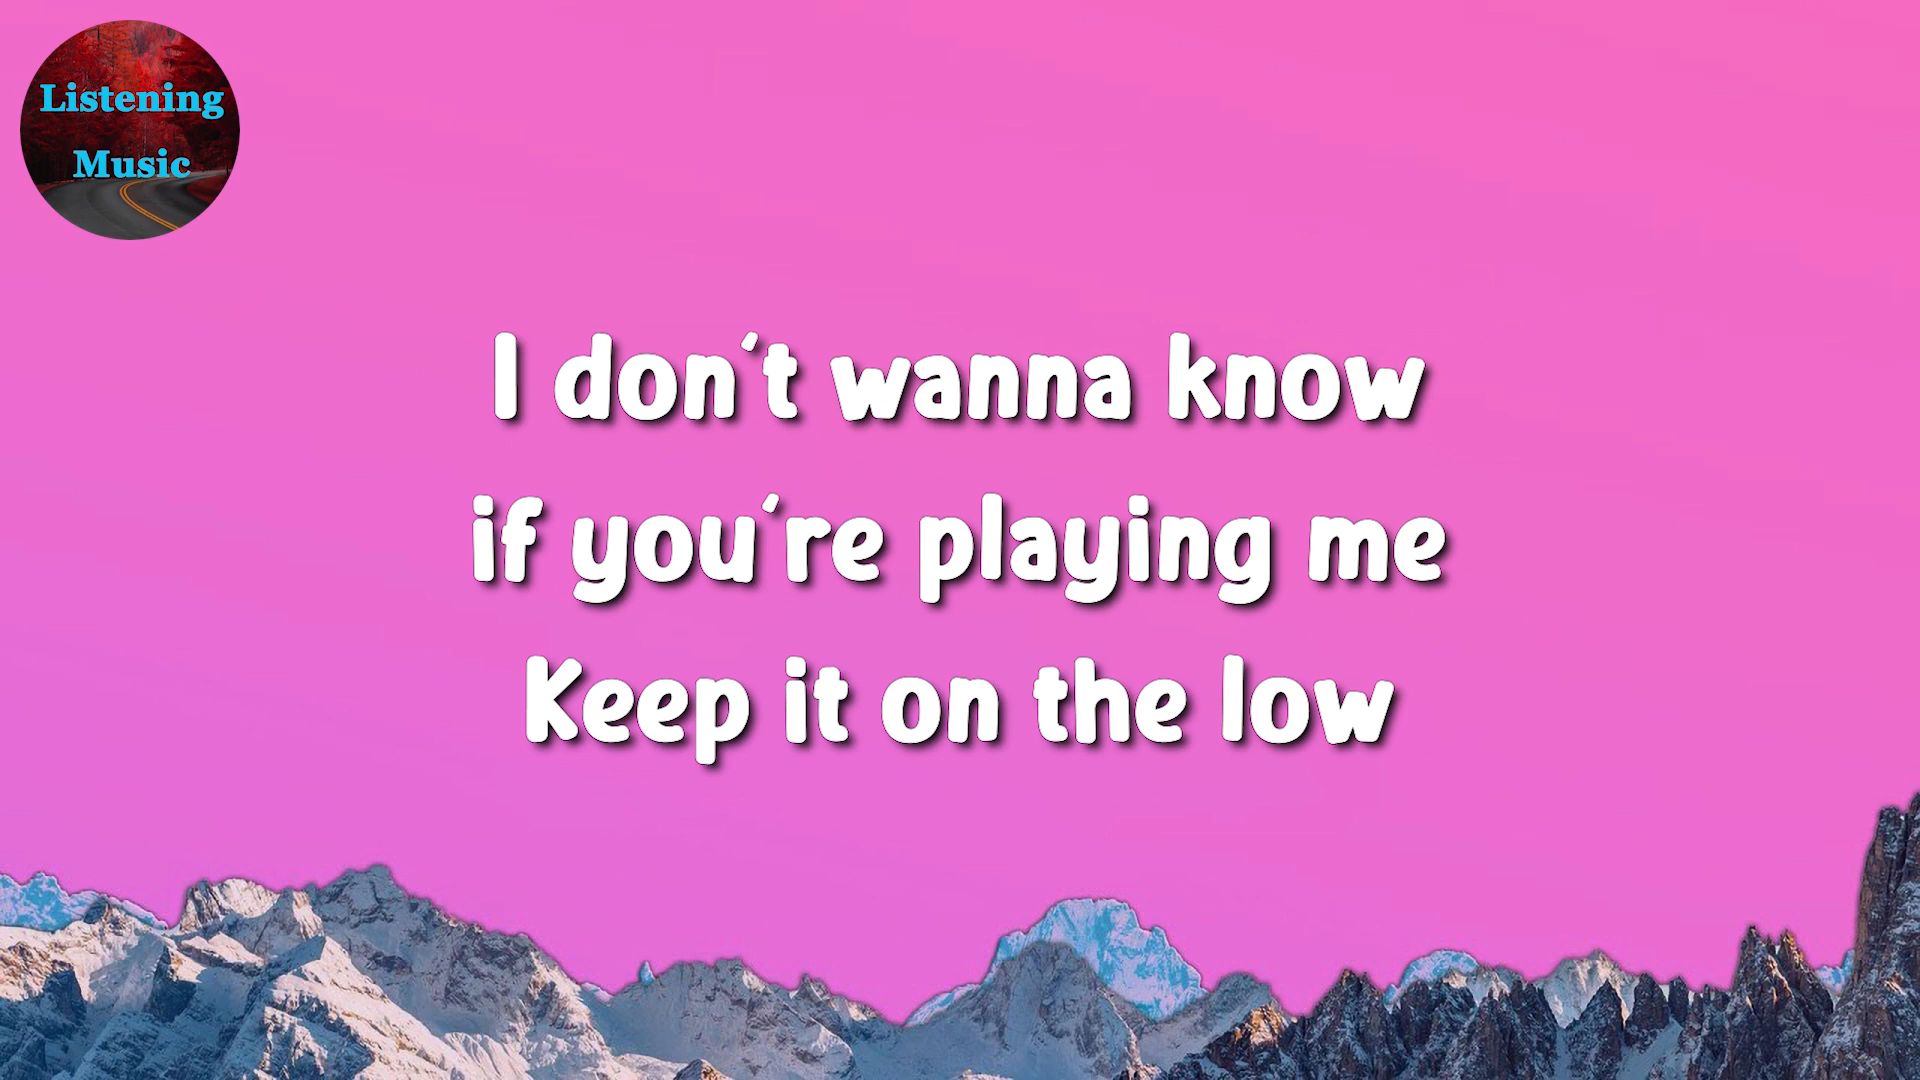 Listening
Music
I don't wanna know
if you're playing me
Keep it on the low